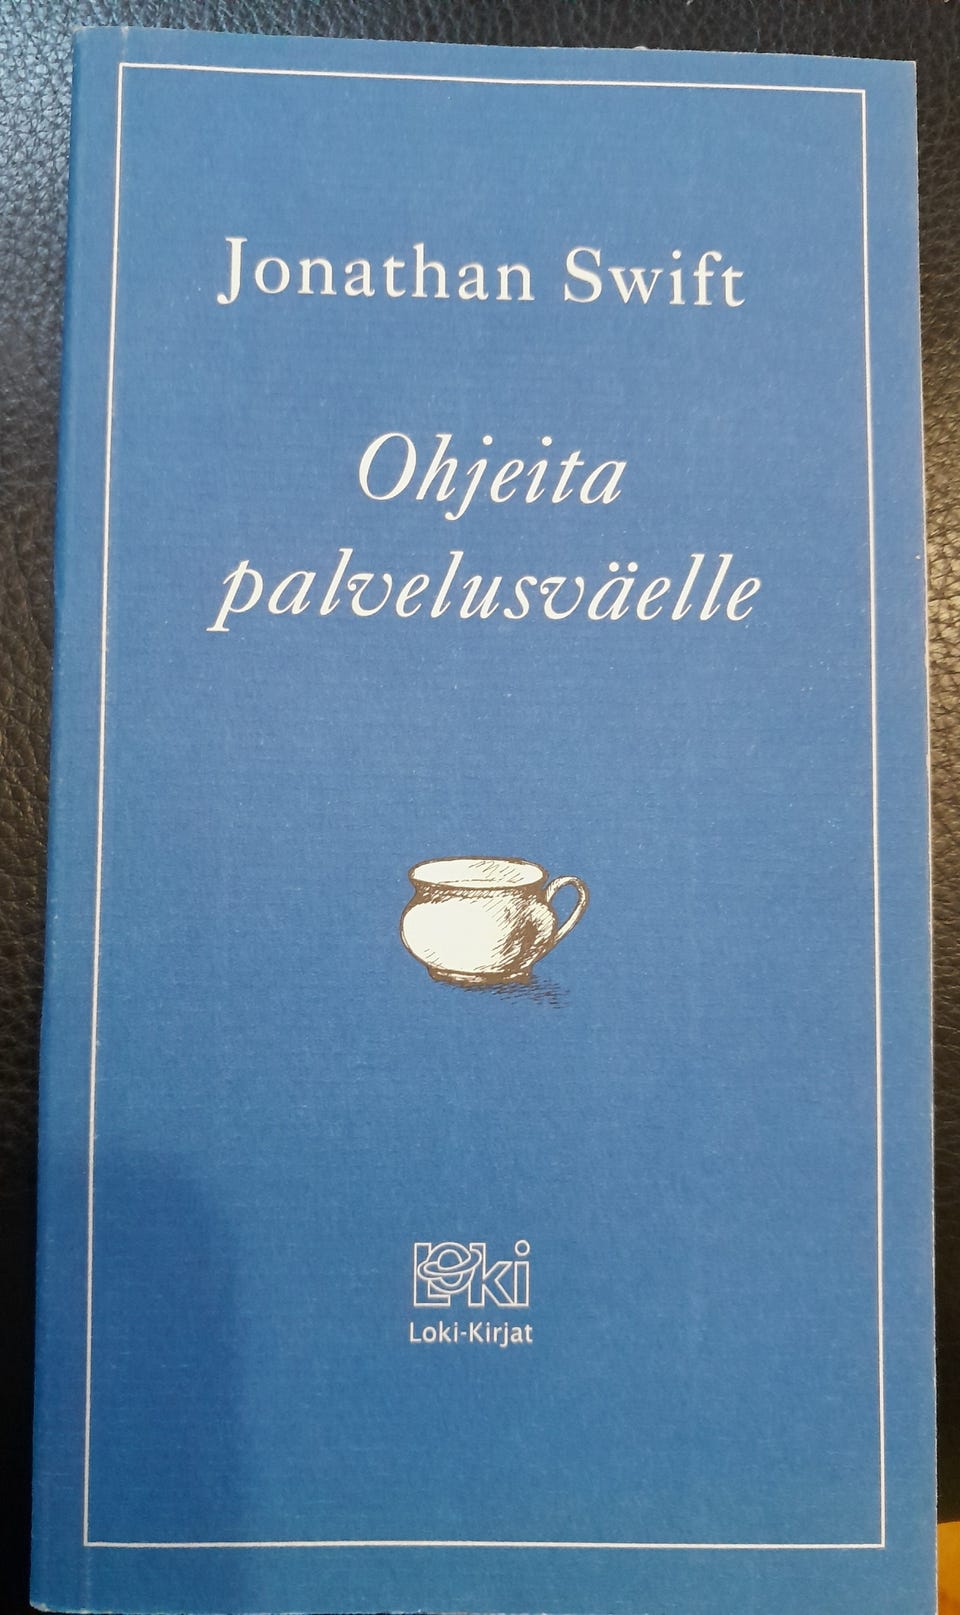 Jonathan Swift
Ohjeita
palvelusväelle
Loki
Loki-Kirjat